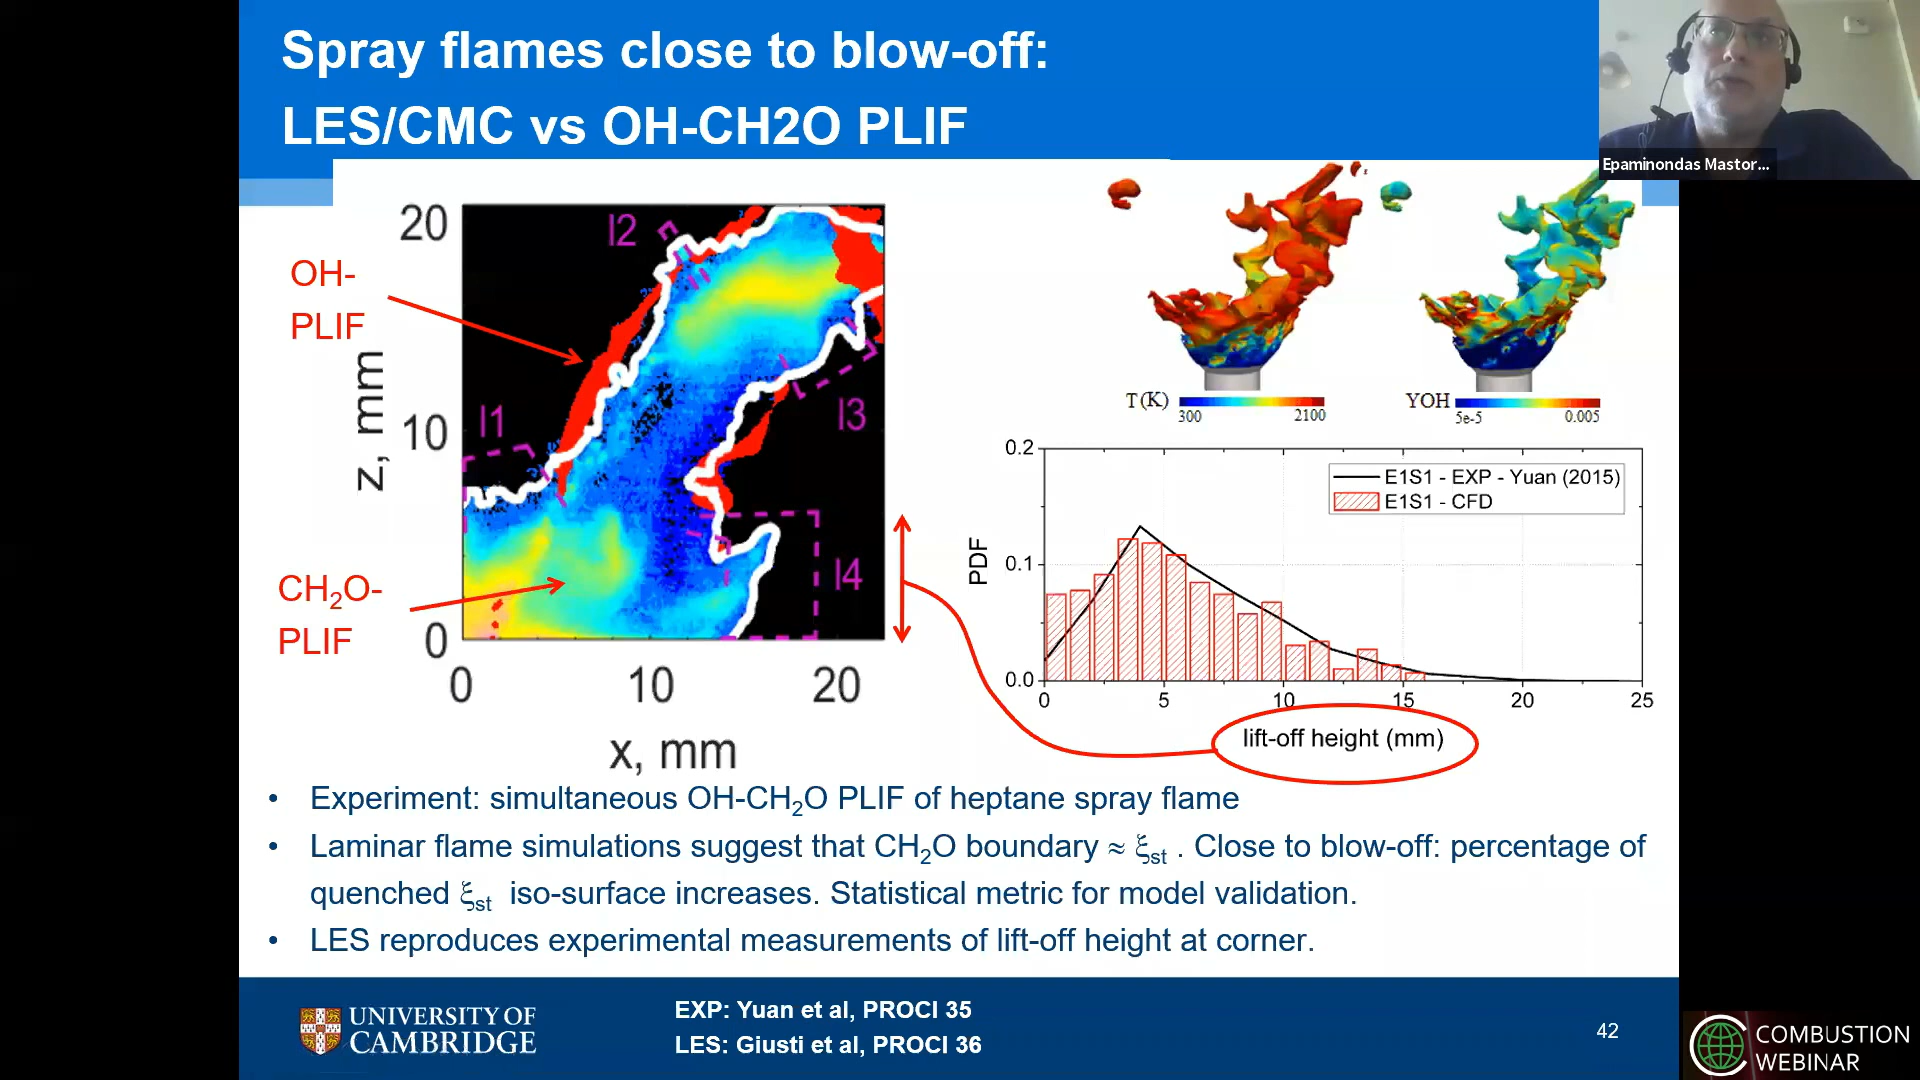 Spray flames close to blow-off:
LES/CMC vs OH-CH2O PLIF
Epaminondas Mastor...
OH-
PLIF
CH₂O-
PLIF
z, mm
20
10
0
l1
l2
l3
l4
0 10 20
x, mm
T(K)
300 2100
YOH
5e-5 0.005
PDF
0.2
0.1
0.0
E1S1 - EXP - Yuan (2015)
E1S1 - CFD
0 5 10 15 20 25
lift-off height (mm)
• Experiment: simultaneous OH-CH₂O PLIF of heptane spray flame
• Laminar flame simulations suggest that CH₂O boundary ≈ ξst . Close to blow-off: percentage of
quenched ξst iso-surface increases. Statistical metric for model validation.
• LES reproduces experimental measurements of lift-off height at corner.
UNIVERSITY OF
CAMBRIDGE
EXP: Yuan et al, PROCI 35
LES: Giusti et al, PROCI 36
42
COMBUSTION
WEBINAR